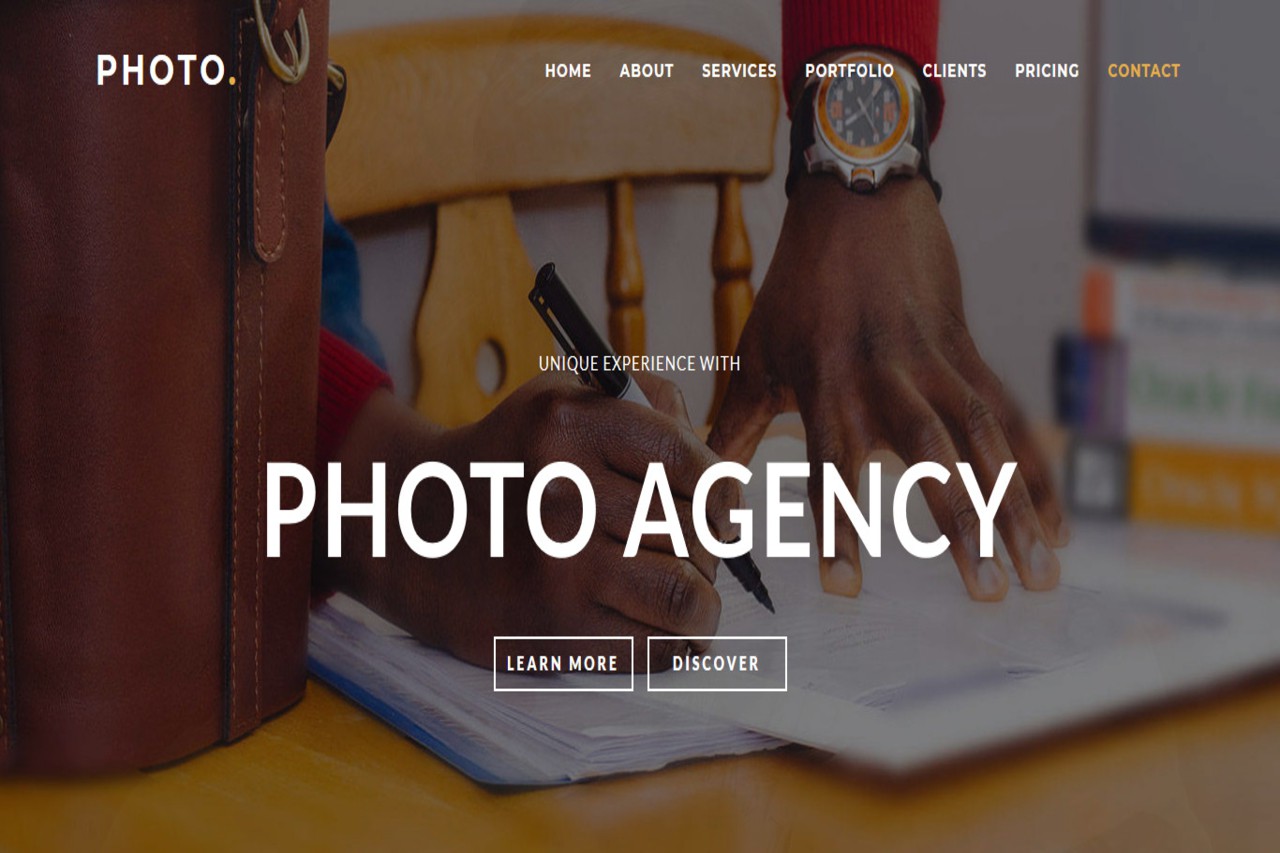 PHOTO.
HOME ABOUT SERVICES PORTFOLIO CLIENTS PRICING CONTACT
UNIQUE EXPERIENCE WITH
PHOTO AGENCY
LEARN MORE DISCOVER